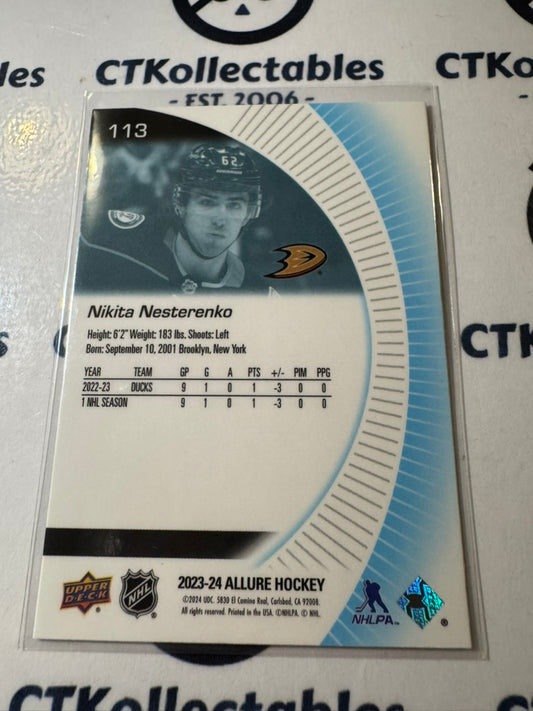 CTKollectables
- EST. 2006 -
ables
CTKo
113
62
Nikita Nesterenko
Height: 6'2" Weight: 183 lbs. Shoots: Left
Born: September 10, 2001 Brooklyn, New York
YEAR TEAM GP G A PTS +/- PIM PPG
2022-23 DUCKS 9 1 0 1 -3 0 0
1 NHL SEASON 9 1 0 1 -3 0 0
UPPER DECK
NHL
2023-24 ALLURE HOCKEY
©2024 UDC. 5830 El Camino Real, Carlsbad, CA 92008.
All rights reserved. Printed in the USA. ©NHLPA. © NHL.
NHLPA™
®
CTKollectables